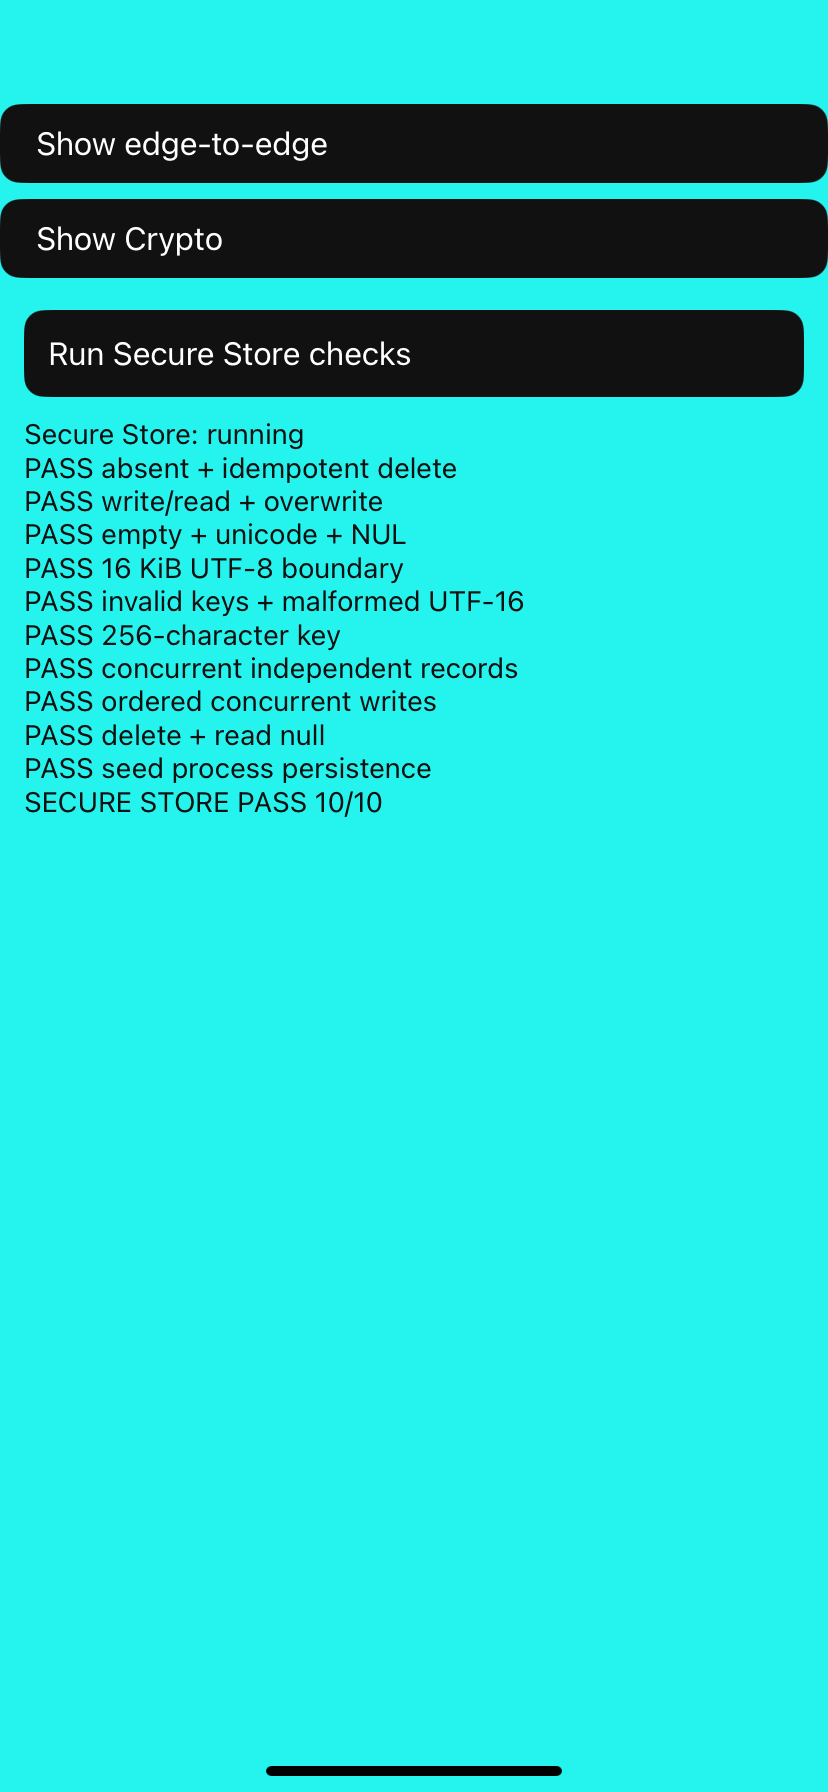 Show edge-to-edge
Show Crypto
Run Secure Store checks
Secure Store: running
PASS absent + idempotent delete
PASS write/read + overwrite
PASS empty + unicode + NUL
PASS 16 KiB UTF-8 boundary
PASS invalid keys + malformed UTF-16
PASS 256-character key
PASS concurrent independent records
PASS ordered concurrent writes
PASS delete + read null
PASS seed process persistence
SECURE STORE PASS 10/10